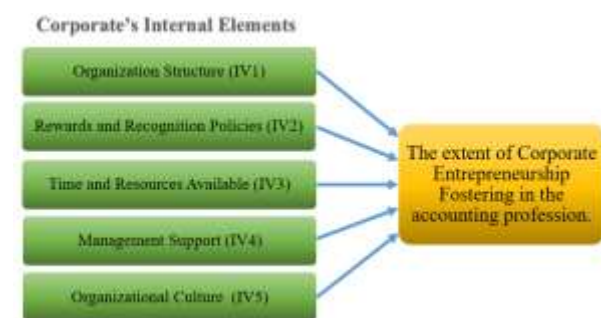 Corporate's Internal Elements
Organization Structure (IV1)
Rewards and Recognition Policies (IV2)
Time and Resources Available (IV3)
Management Support (IV4)
Organizational Culture (IV5)
The extent of Corporate
Entrepreneurship
Fostering in the
accounting profession.